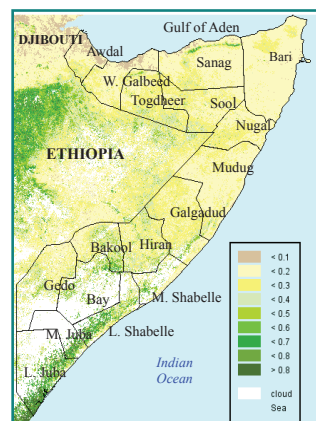 Gulf of Aden
DJIBOUTI
Awdal
Sanag
Bari
W. Galbeed
Togdheer
Sool
Nugal
ETHIOPIA
Mudug
Galgadud
Bakool
Hiran
Gedo
Bay
M. Shabelle
M. Juba
L. Shabelle
L. Juba
Indian
Ocean
< 0.1
< 0.2
< 0.3
< 0.4
< 0.5
< 0.6
< 0.7
< 0.8
> 0.8
cloud
Sea